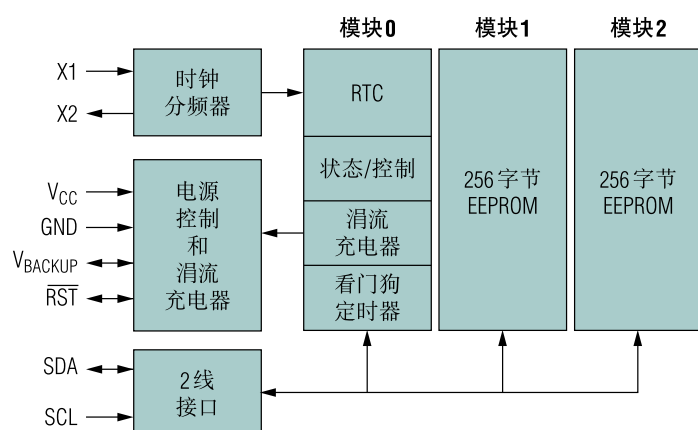 模块0
模块1
模块2
X1
X2
时钟
分频器
RTC
状态/控制
涓流
充电器
看门狗
定时器
256字节
EEPROM
256字节
EEPROM
VCC
GND
VBACKUP
RST
电源
控制
和
涓流
充电器
SDA
SCL
2线
接口